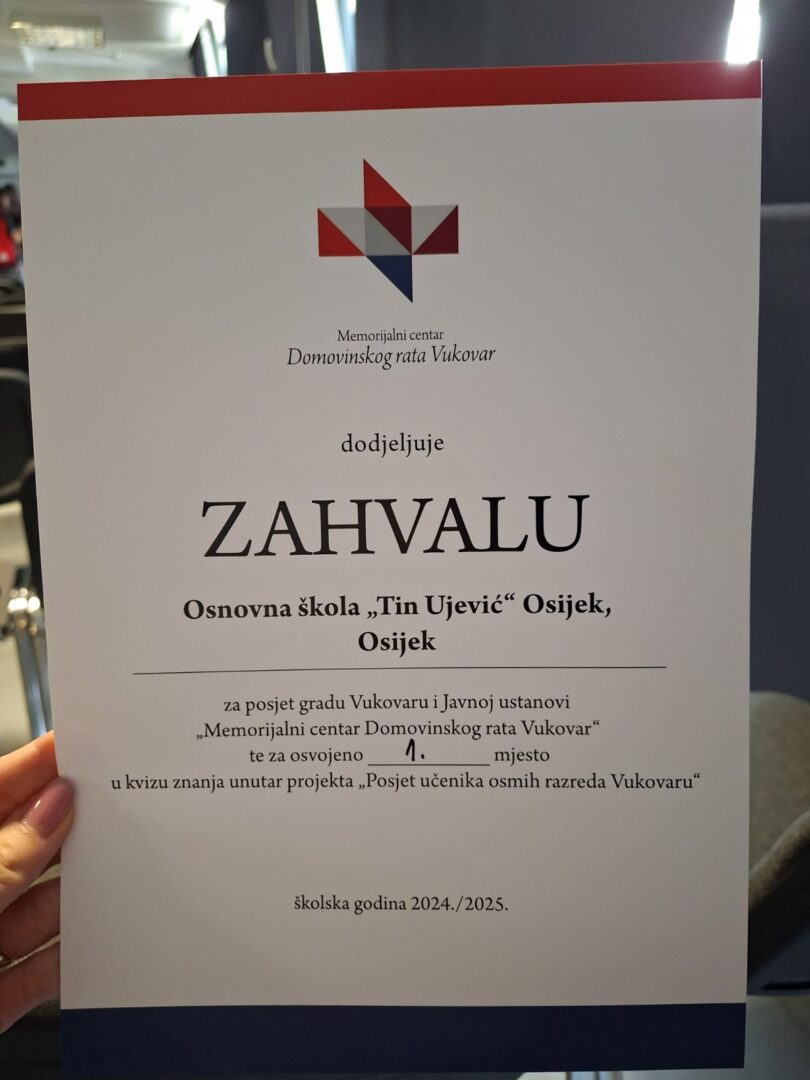 Memorijalni centar
Domovinskog rata Vukovar
dodjeljuje
ZAHVALU
Osnovna škola „Tin Ujević“ Osijek,
Osijek
za posjet gradu Vukovaru i Javnoj ustanovi
„Memorijalni centar Domovinskog rata Vukovar“
te za osvojeno 1. mjesto
u kvizu znanja unutar projekta „Posjet učenika osmih razreda Vukovaru“
školska godina 2024./2025.